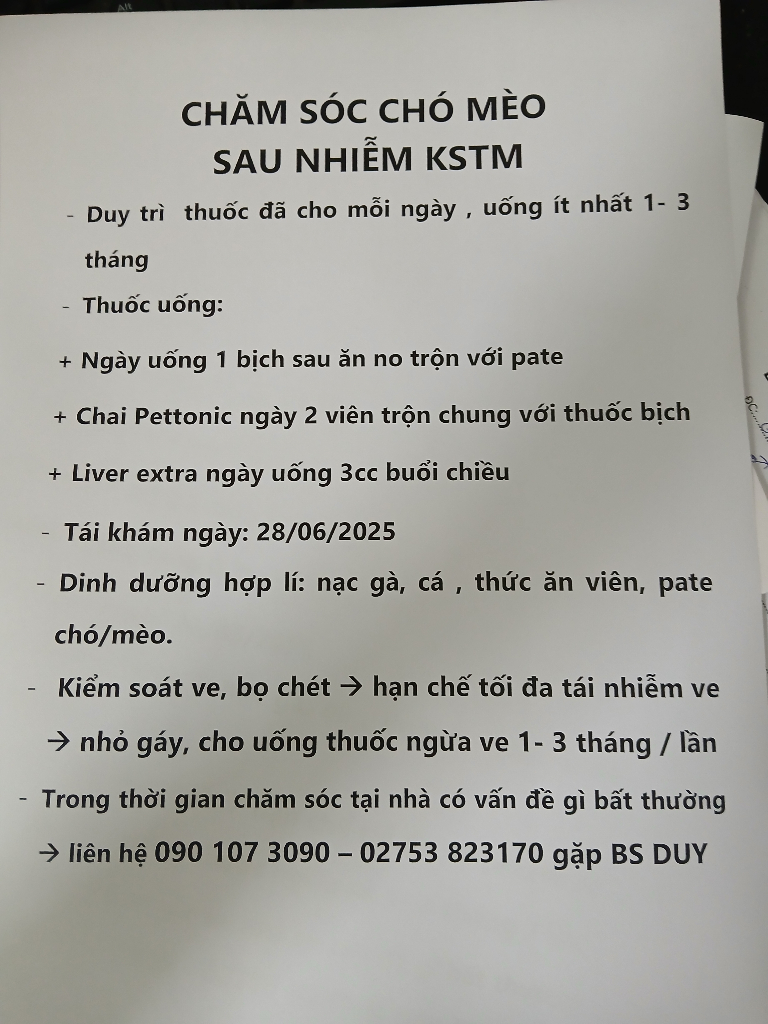 Alt
CHĂM SÓC CHÓ MÈO
SAU NHIỄM KSTM
- Duy trì thuốc đã cho mỗi ngày , uống ít nhất 1- 3
tháng
- Thuốc uống:
+ Ngày uống 1 bịch sau ăn no trộn với pate
+ Chai Pettonic ngày 2 viên trộn chung với thuốc bịch
+ Liver extra ngày uống 3cc buổi chiều
- Tái khám ngày: 28/06/2025
- Dinh dưỡng hợp lí: nạc gà, cá , thức ăn viên, pate
chó/mèo.
- Kiểm soát ve, bọ chét → hạn chế tối đa tái nhiễm ve
→ nhỏ gáy, cho uống thuốc ngừa ve 1- 3 tháng / lần
- Trong thời gian chăm sóc tại nhà có vấn đề gì bất thường
→ liên hệ 090 107 3090 – 02753 823170 gặp BS DUY